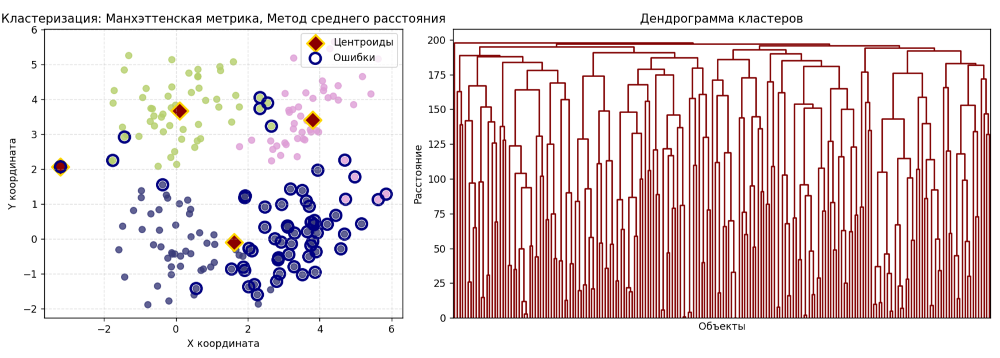 Кластеризация: Манхэттенская метрика, Метод среднего расстояния
Центроиды
Ошибки
6
5
4
3
2
1
0
−1
−2
Y координата
−2
0
2
4
6
X координата
Дендрограмма кластеров
200
175
150
125
100
75
50
25
0
Расстояние
Объекты